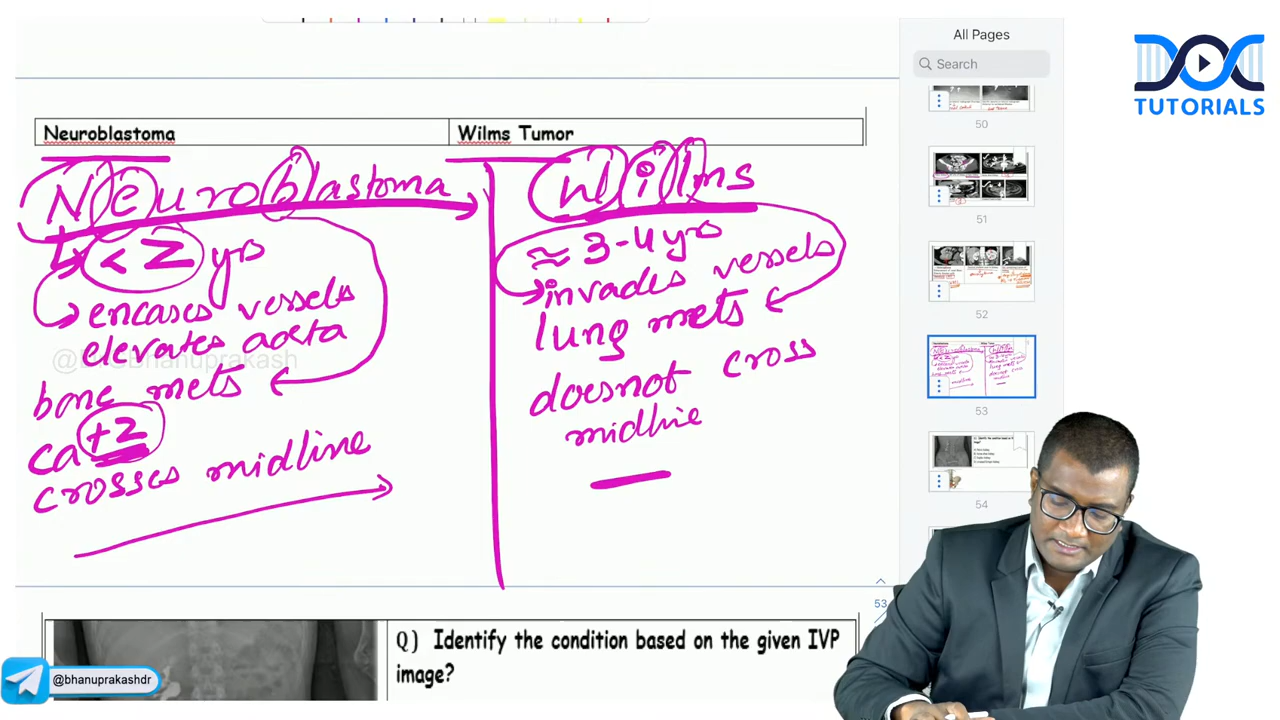 All Pages
Search
50
51
52
53
54
DOC
TUTORIALS
Neuroblastoma
Wilms Tumor
Neuroblastoma
< 2 yrs
encases vessels
elevates aorta
bone mets
ca +2
crosses midline
Wilms
≈ 3-4 yrs
invades vessels
lung mets
doesnot cross
midline
53
Q) Identify the condition based on the given IVP
image?
@bhanuprakashdr